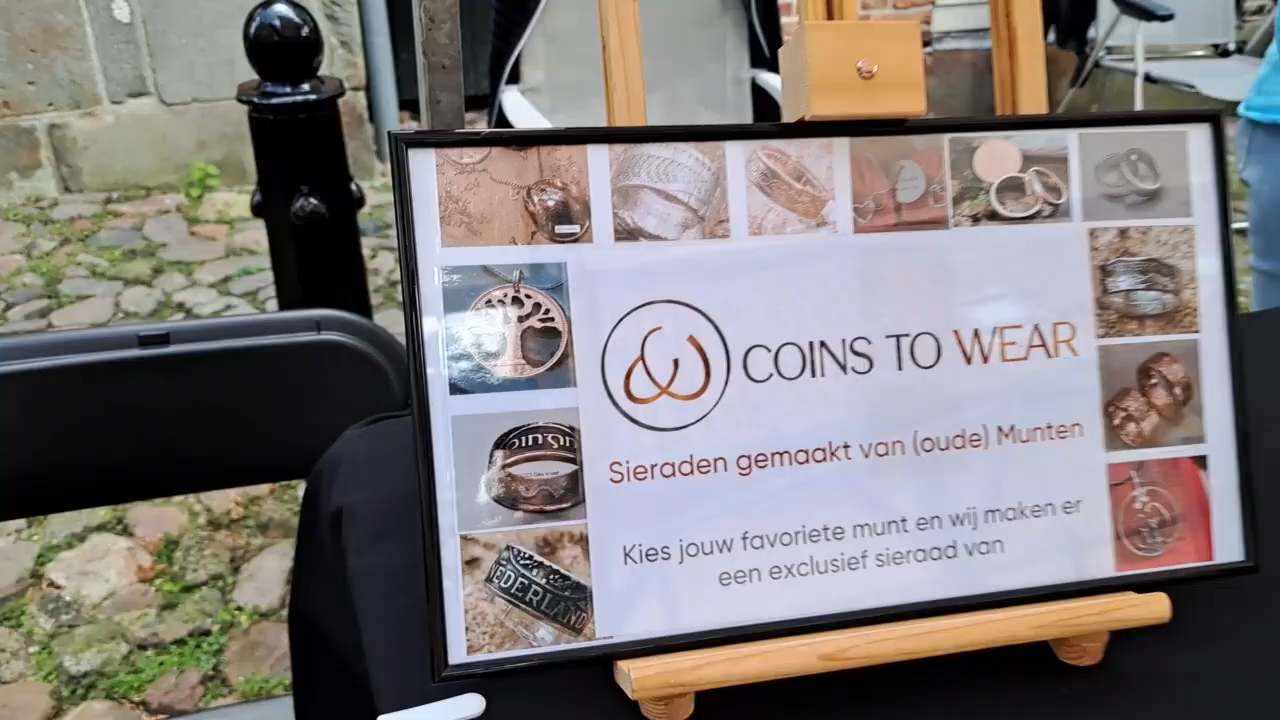 COINS TO WEAR
Sieraden gemaakt van (oude) Munten
Kies jouw favoriete munt en wij maken er
een exclusief sieraad van
NEDERLAND